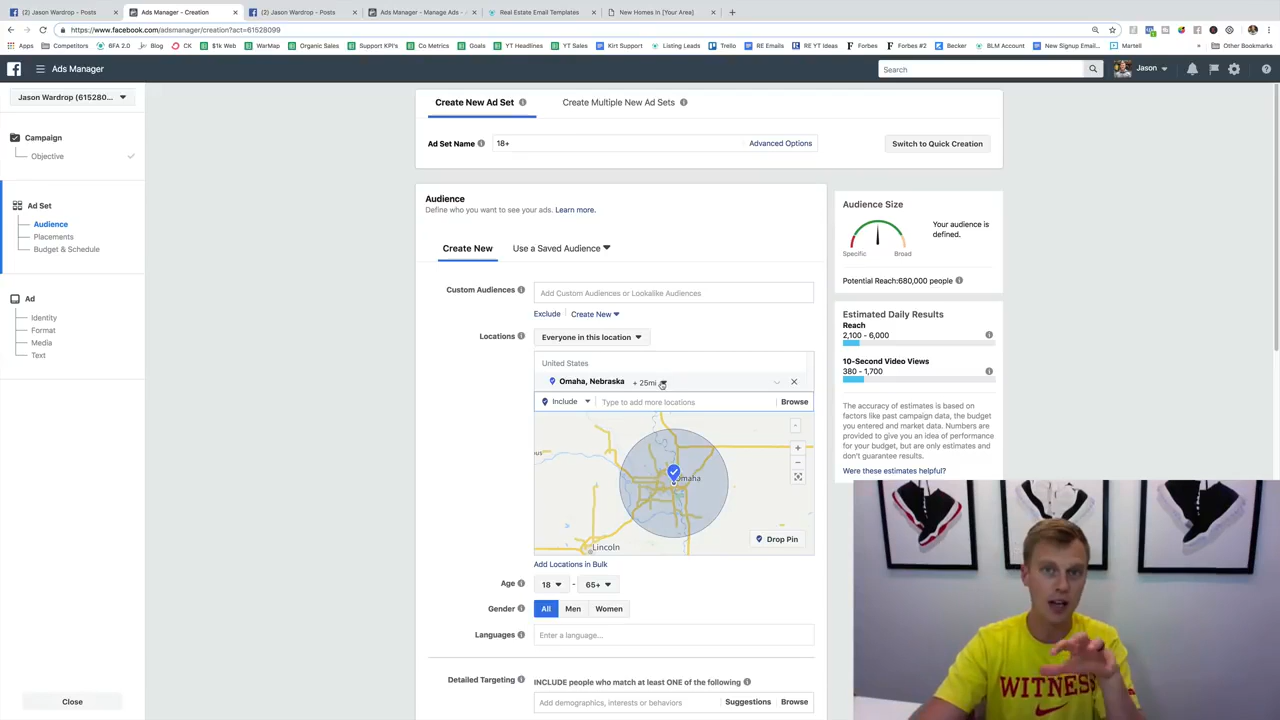 (2) Jason Wardrop - Posts
Ads Manager - Creation
(2) Jason Wardrop - Posts
Ads Manager - Manage Ads -
Real Estate Email Templates
New Homes In [Your Area]
https://www.facebook.com/adsmanager/creation?act=61528099
Apps
Competitors
6FA 2.0
Blog
CK
$1k Web
WarMap
Organic Sales
Support KPI's
Co Metrics
Goals
YT Headlines
YT Sales
Kirt Support
Listing Leads
Trello
RE Emails
RE YT Ideas
Forbes
Forbes #2
Becker
BLM Account
New Signup Email...
Martell
»
Other Bookmarks
Ads Manager
Search
Jason
Jason Wardrop (615280...
Campaign
Objective
Ad Set
Audience
Placements
Budget & Schedule
Ad
Identity
Format
Media
Text
Close
Create New Ad Set
Create Multiple New Ad Sets
Ad Set Name
18+
Advanced Options
Switch to Quick Creation
Audience
Define who you want to see your ads. Learn more.
Create New
Use a Saved Audience
Custom Audiences
Add Custom Audiences or Lookalike Audiences
Exclude
Create New
Locations
Everyone in this location
United States
Omaha, Nebraska
+ 25mi
Include
Type to add more locations
Browse
Omaha
Lincoln
Drop Pin
Add Locations in Bulk
Age
18
-
65+
Gender
All
Men
Women
Languages
Enter a language...
Detailed Targeting
INCLUDE people who match at least ONE of the following
Add demographics, interests or behaviors
Suggestions
Browse
Audience Size
Your audience is
defined.
Specific
Broad
Potential Reach:680,000 people
Estimated Daily Results
Reach
2,100 - 6,000
10-Second Video Views
380 - 1,700
The accuracy of estimates is based on
factors like past campaign data, the budget
you entered and market data. Numbers are
provided to give you an idea of performance
for your budget, but are only estimates and
don't guarantee results.
Were these estimates helpful?
WITNESS